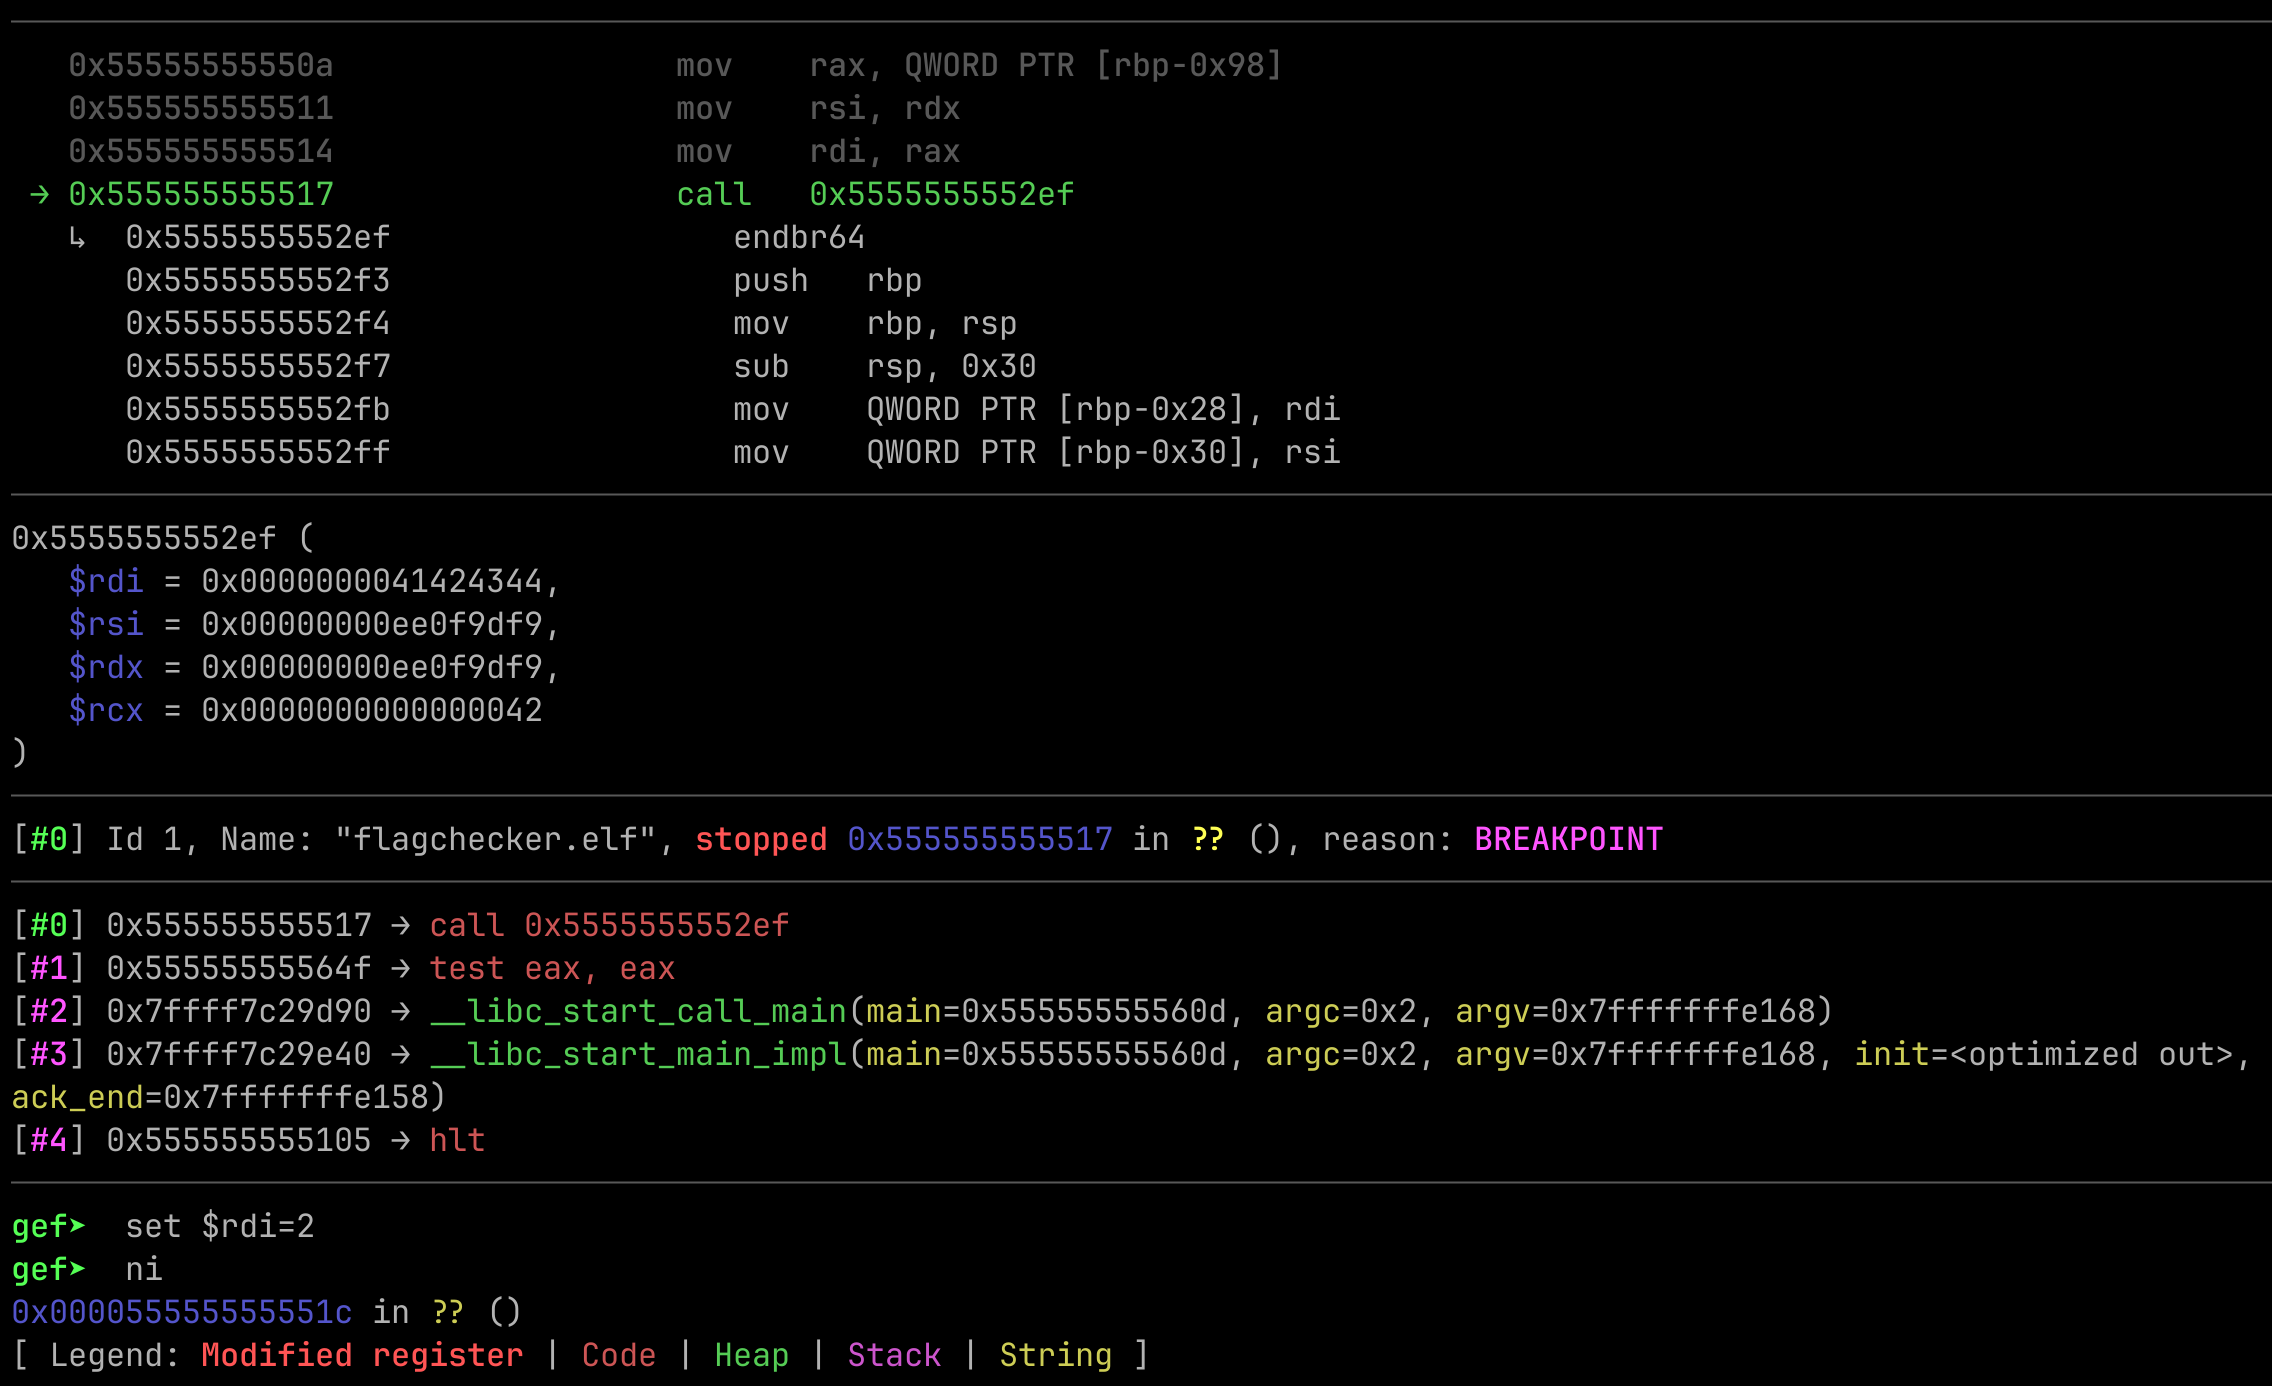 0x55555555550a mov rax, QWORD PTR [rbp-0x98]
0x555555555511 mov rsi, rdx
0x555555555514 mov rdi, rax
→ 0x555555555517 call 0x5555555552ef
↳ 0x5555555552ef endbr64
0x5555555552f3 push rbp
0x5555555552f4 mov rbp, rsp
0x5555555552f7 sub rsp, 0x30
0x5555555552fb mov QWORD PTR [rbp-0x28], rdi
0x5555555552ff mov QWORD PTR [rbp-0x30], rsi
0x5555555552ef (
$rdi = 0x0000000041424344,
$rsi = 0x00000000ee0f9df9,
$rdx = 0x00000000ee0f9df9,
$rcx = 0x0000000000000042
)
[#0] Id 1, Name: "flagchecker.elf", stopped 0x555555555517 in ?? (), reason: BREAKPOINT
[#0] 0x555555555517 → call 0x5555555552ef
[#1] 0x55555555564f → test eax, eax
[#2] 0x7ffff7c29d90 → __libc_start_call_main(main=0x55555555560d, argc=0x2, argv=0x7fffffffe168)
[#3] 0x7ffff7c29e40 → __libc_start_main_impl(main=0x55555555560d, argc=0x2, argv=0x7fffffffe168, init=<optimized out>,
ack_end=0x7fffffffe158)
[#4] 0x555555555105 → hlt
gef➤ set $rdi=2
gef➤ ni
0x000055555555551c in ?? ()
[ Legend: Modified register | Code | Heap | Stack | String ]